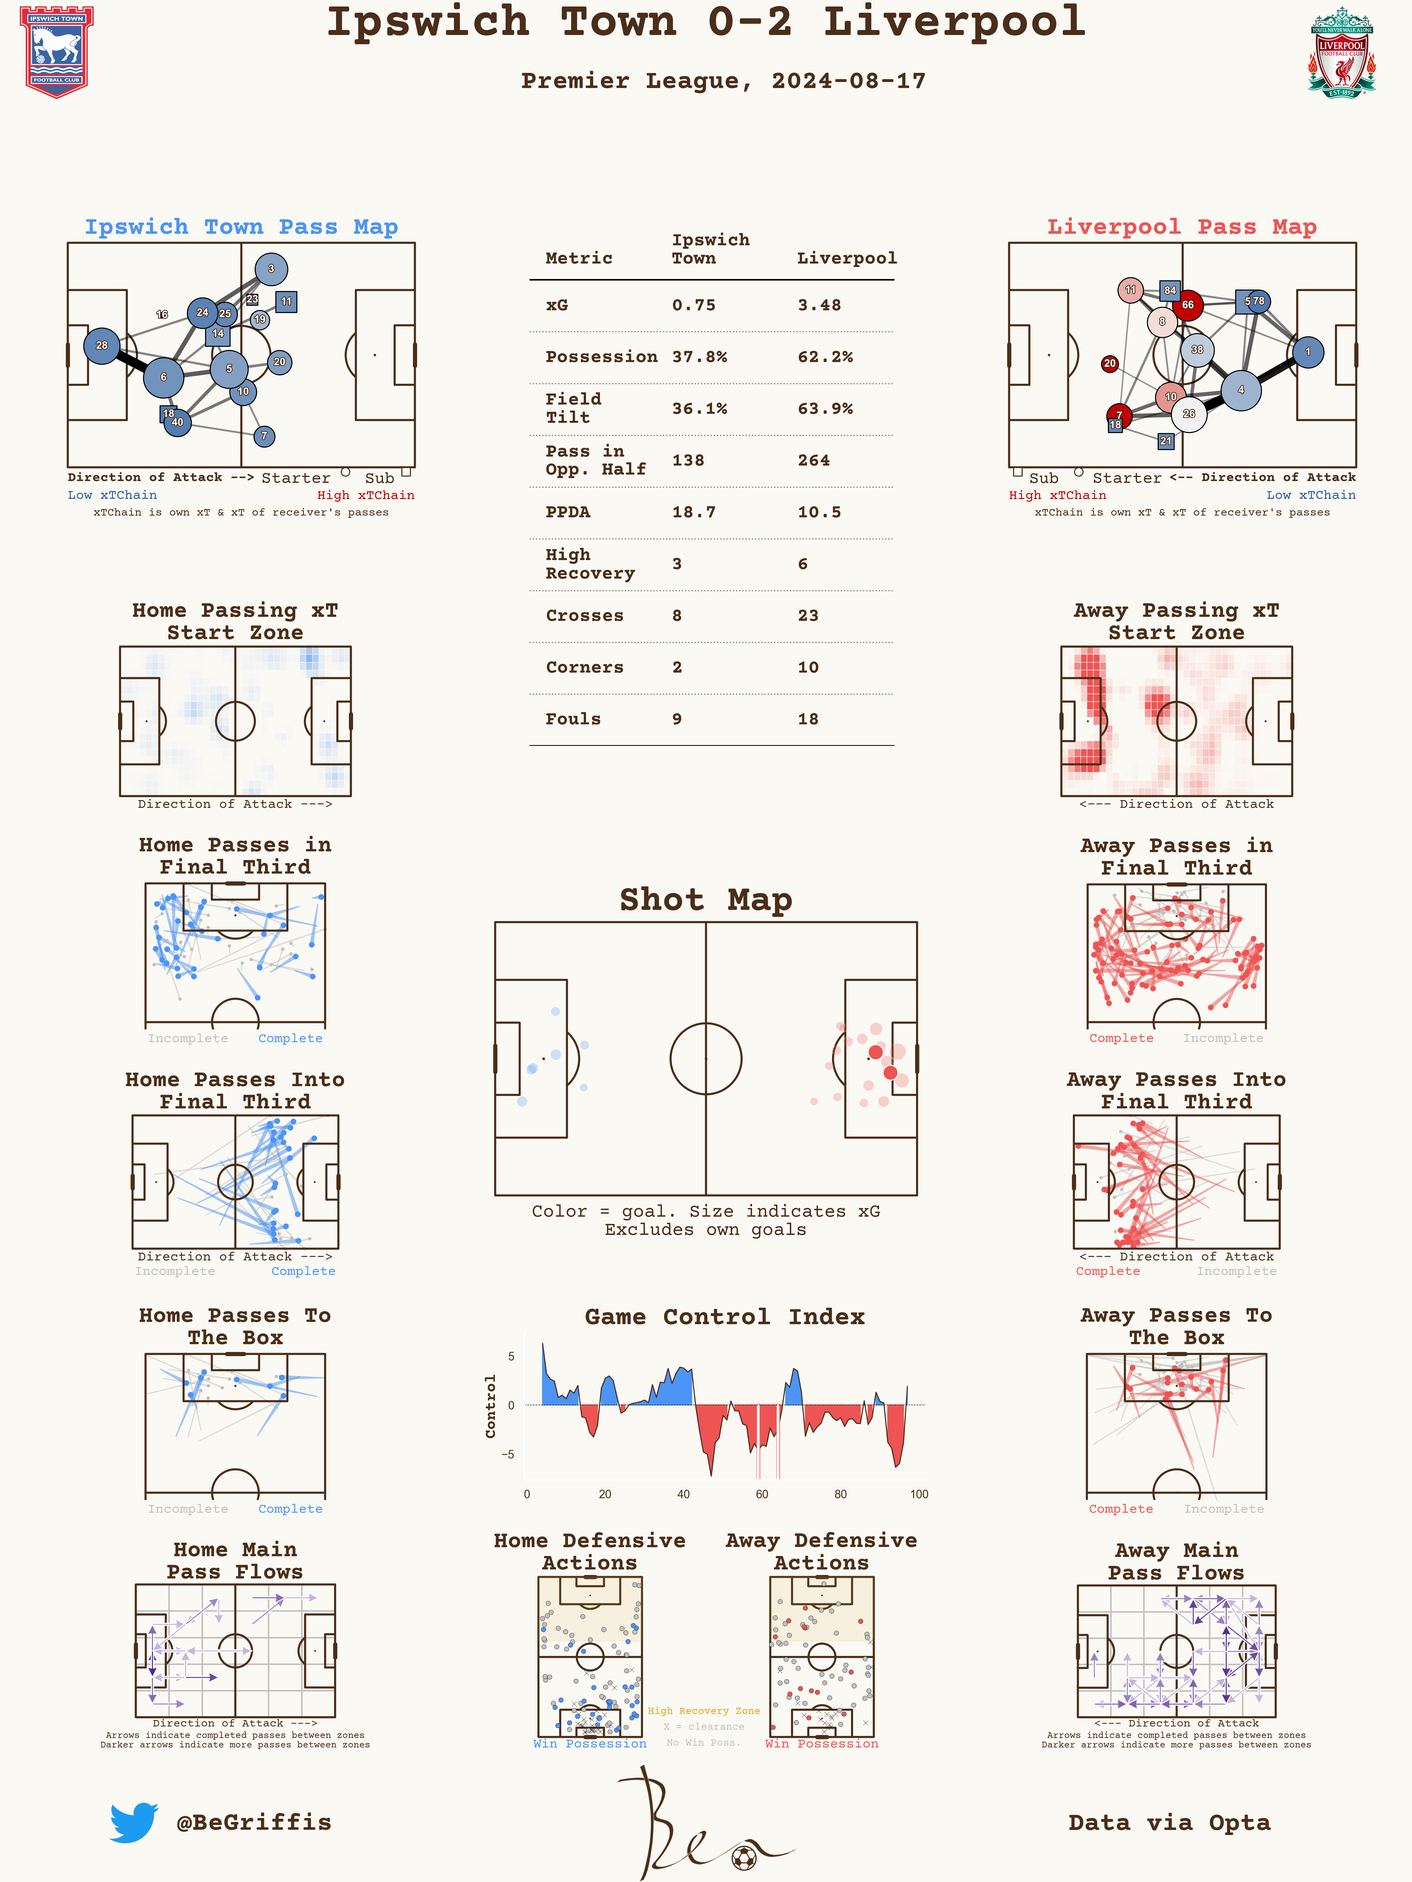 Ipswich Town 0-2 Liverpool
Premier League, 2024-08-17
IPSWICH TOWN
FOOTBALL CLUB
YOU'LL NEVER WALK ALONE
LIVERPOOL
FOOTBALL CLUB
EST·1892
Ipswich Town Pass Map
3
23
11
16
24
25
19
14
28
20
6
5
10
18
40
7
Direction of Attack --> Starter Sub
Low xTChain High xTChain
xTChain is own xT & xT of receiver's passes
Metric Ipswich Town Liverpool
xG 0.75 3.48
Possession 37.8% 62.2%
Field Tilt 36.1% 63.9%
Pass in Opp. Half 138 264
PPDA 18.7 10.5
High Recovery 3 6
Crosses 8 23
Corners 2 10
Fouls 9 18
Liverpool Pass Map
11
84
66
5
78
8
38
1
20
4
10
7
26
18
21
Sub Starter <-- Direction of Attack
High xTChain Low xTChain
xTChain is own xT & xT of receiver's passes
Home Passing xT
Start Zone
Direction of Attack --->
Away Passing xT
Start Zone
<--- Direction of Attack
Home Passes in
Final Third
Incomplete Complete
Away Passes in
Final Third
Complete Incomplete
Shot Map
Color = goal. Size indicates xG
Excludes own goals
Home Passes Into
Final Third
Direction of Attack --->
Incomplete Complete
Away Passes Into
Final Third
<--- Direction of Attack
Complete Incomplete
Home Passes To
The Box
Incomplete Complete
Game Control Index
Control
5
0
−5
0 20 40 60 80 100
Away Passes To
The Box
Complete Incomplete
Home Main
Pass Flows
Direction of Attack --->
Arrows indicate completed passes between zones
Darker arrows indicate more passes between zones
Home Defensive
Actions
Win Possession
Away Defensive
Actions
Win Possession
High Recovery Zone
X = clearance
No Win Poss.
Away Main
Pass Flows
<--- Direction of Attack
Arrows indicate completed passes between zones
Darker arrows indicate more passes between zones
@BeGriffis
Ben
Data via Opta